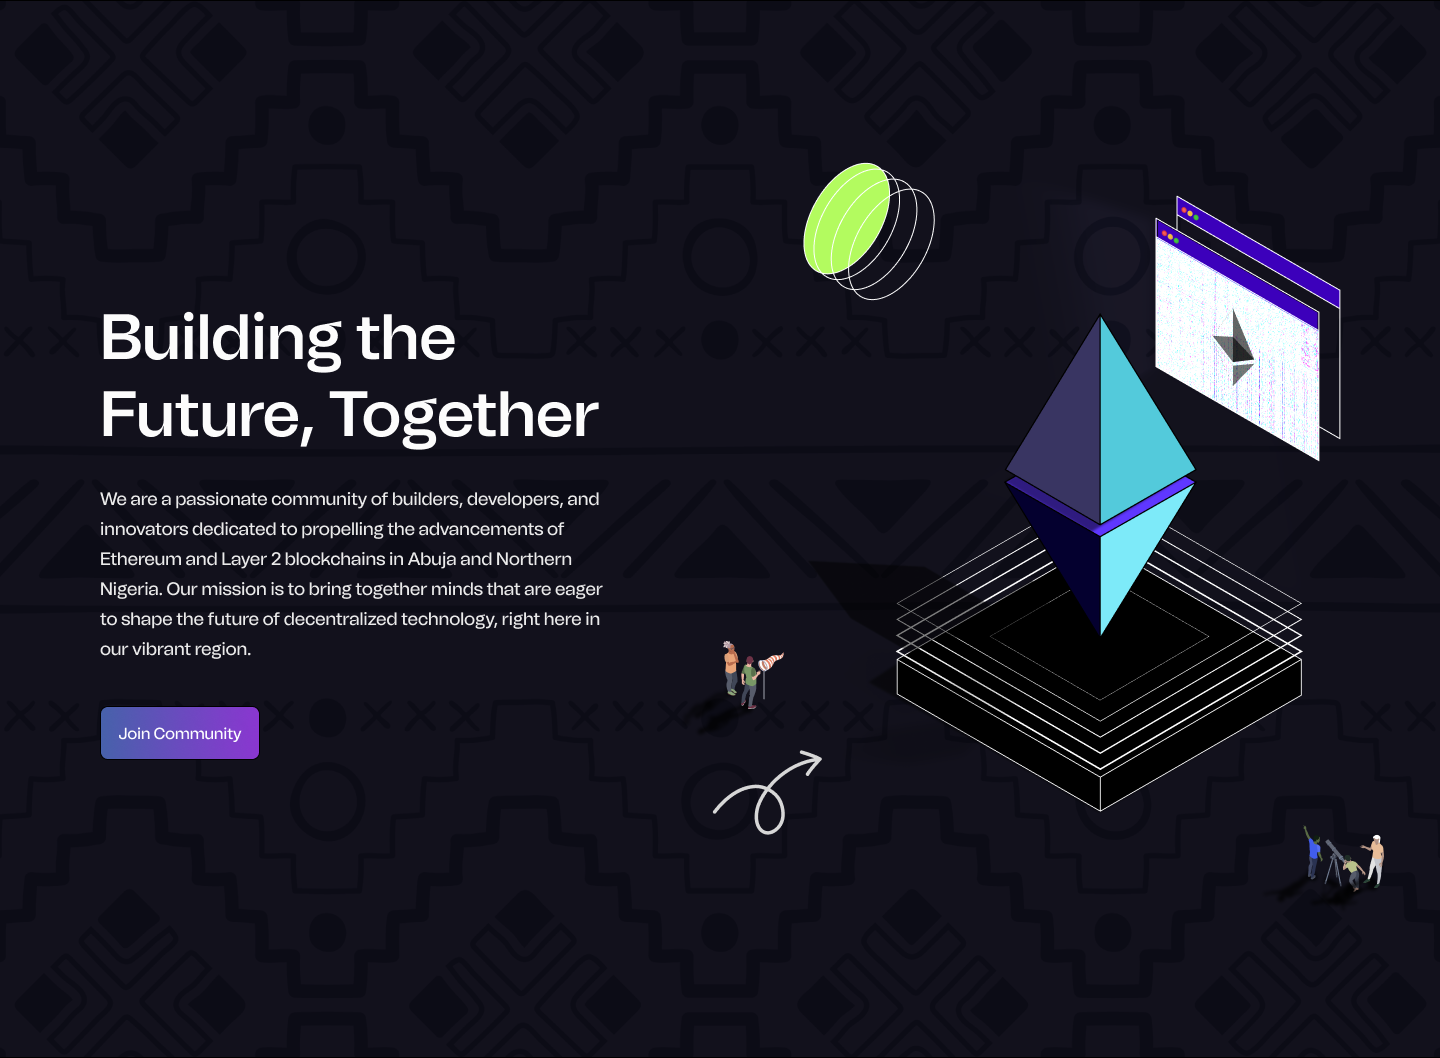 Building the
Future, Together
We are a passionate community of builders, developers, and
innovators dedicated to propelling the advancements of
Ethereum and Layer 2 blockchains in Abuja and Northern
Nigeria. Our mission is to bring together minds that are eager
to shape the future of decentralized technology, right here in
our vibrant region.
Join Community